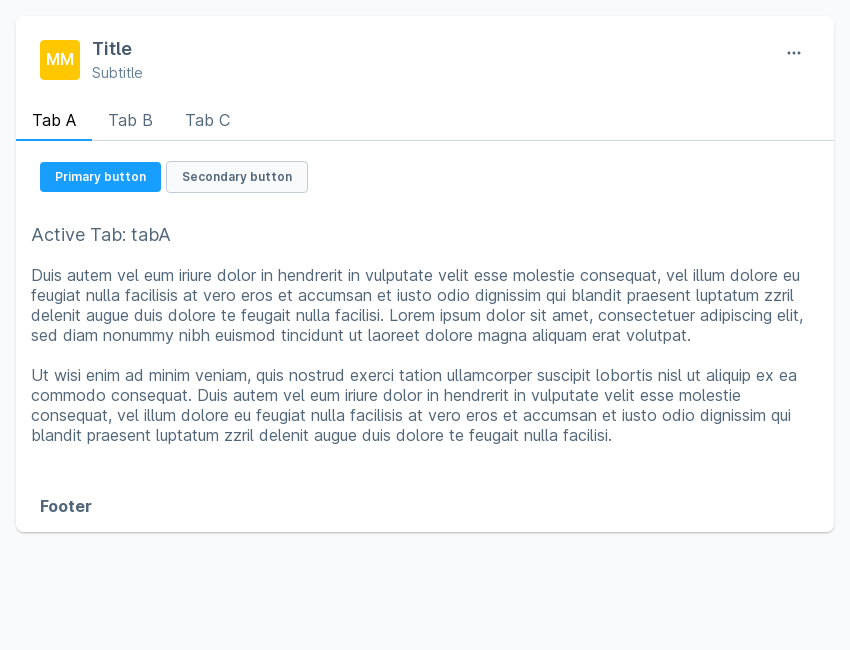 MM
Title
Subtitle
Tab A Tab B Tab C
Primary button Secondary button
Active Tab: tabA
Duis autem vel eum iriure dolor in hendrerit in vulputate velit esse molestie consequat, vel illum dolore eu
feugiat nulla facilisis at vero eros et accumsan et iusto odio dignissim qui blandit praesent luptatum zzril
delenit augue duis dolore te feugait nulla facilisi. Lorem ipsum dolor sit amet, consectetuer adipiscing elit,
sed diam nonummy nibh euismod tincidunt ut laoreet dolore magna aliquam erat volutpat.
Ut wisi enim ad minim veniam, quis nostrud exerci tation ullamcorper suscipit lobortis nisl ut aliquip ex ea
commodo consequat. Duis autem vel eum iriure dolor in hendrerit in vulputate velit esse molestie
consequat, vel illum dolore eu feugiat nulla facilisis at vero eros et accumsan et iusto odio dignissim qui
blandit praesent luptatum zzril delenit augue duis dolore te feugait nulla facilisi.
Footer